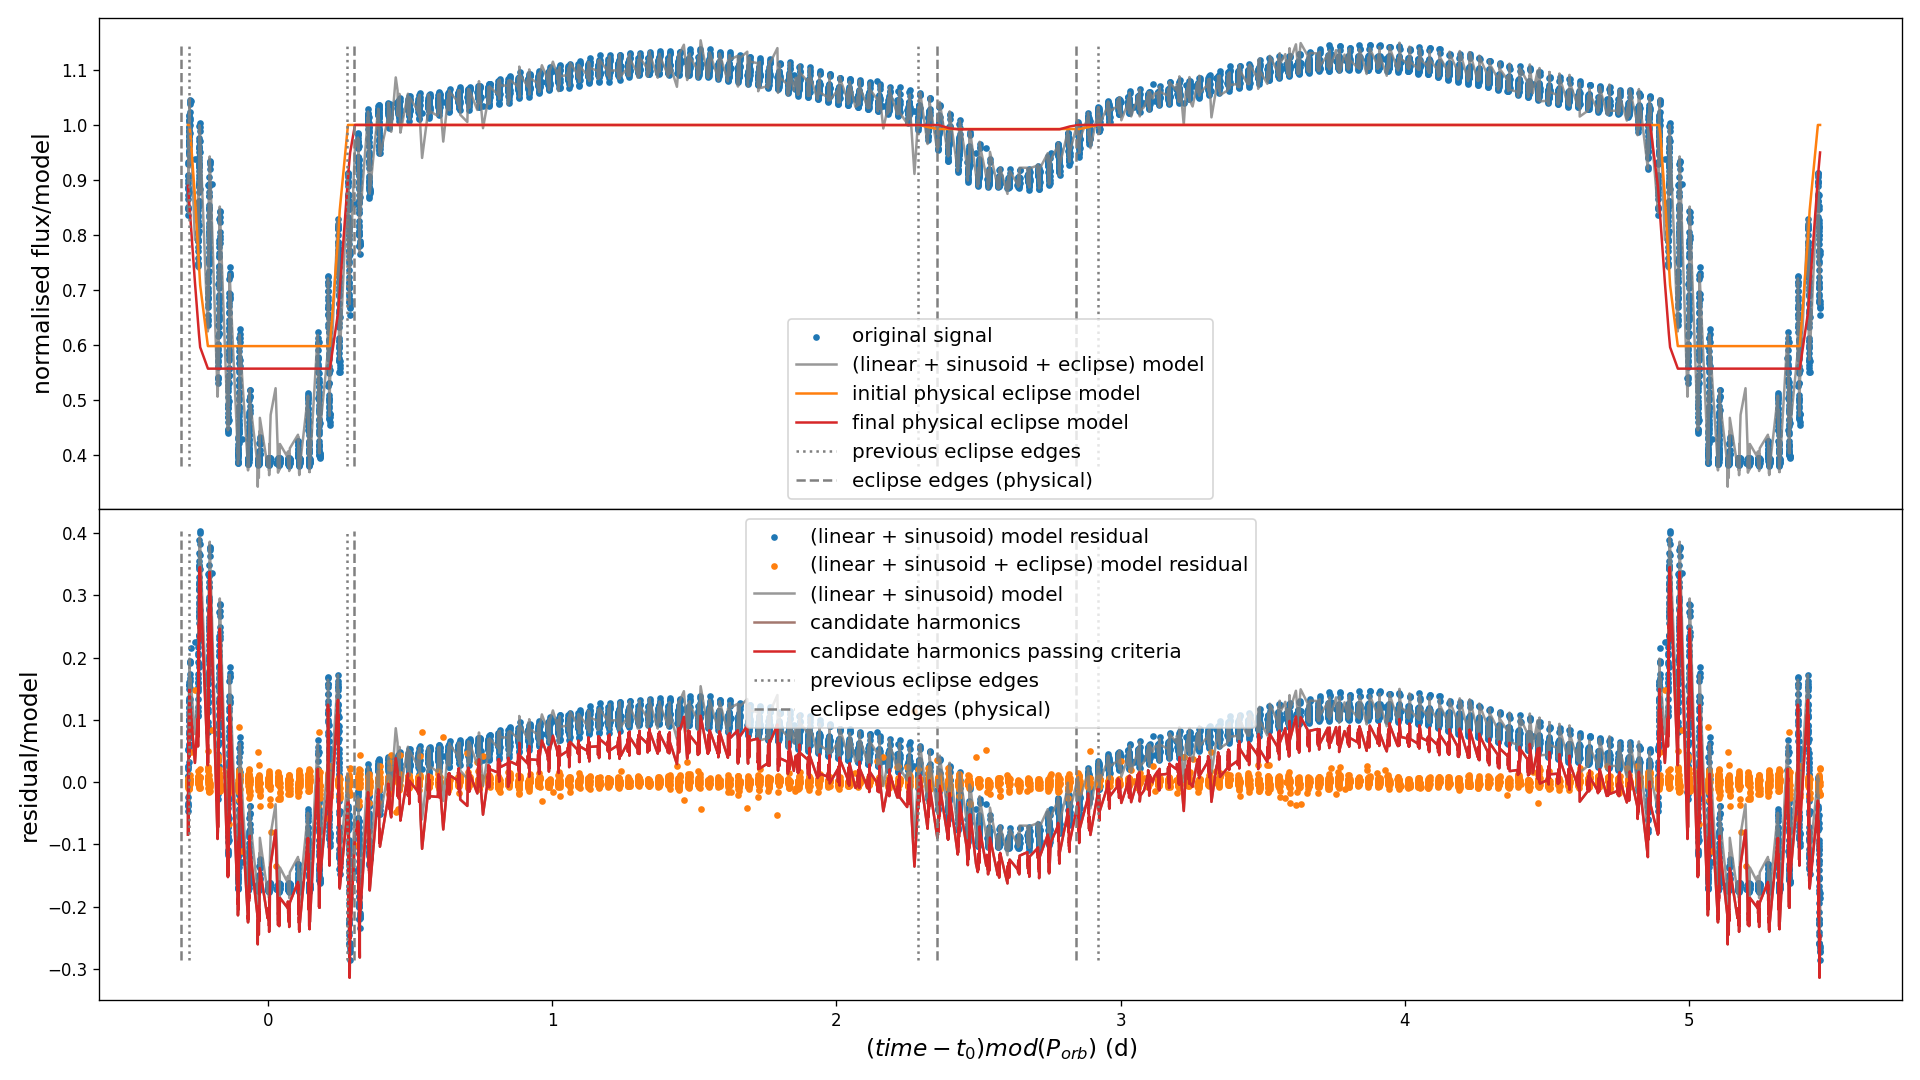 normalised flux/model
1.1
1.0
0.9
0.8
0.7
0.6
0.5
0.4
original signal
(linear + sinusoid + eclipse) model
initial physical eclipse model
final physical eclipse model
previous eclipse edges
eclipse edges (physical)
residual/model
0.4
0.3
0.2
0.1
0.0
−0.1
−0.2
−0.3
(linear + sinusoid) model residual
(linear + sinusoid + eclipse) model residual
(linear + sinusoid) model
candidate harmonics
candidate harmonics passing criteria
previous eclipse edges
eclipse edges (physical)
0 1 2 3 4 5
(time − t₀)mod(P_orb) (d)